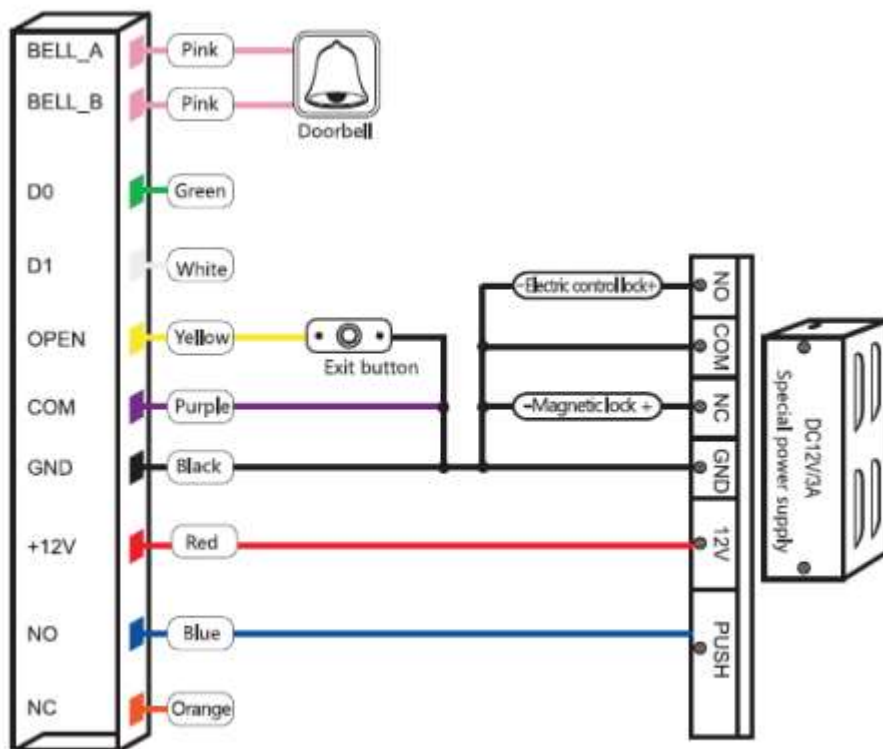 BELL_A
Pink
BELL_B
Pink
Doorbell
D0
Green
D1
White
-Electric control lock+
NO
OPEN
Yellow
Exit button
COM
COM
Purple
-Magnetic lock +
NC
GND
Black
GND
+12V
Red
12V
NO
Blue
PUSH
NC
Orange
DC12V/3A
Special power supply